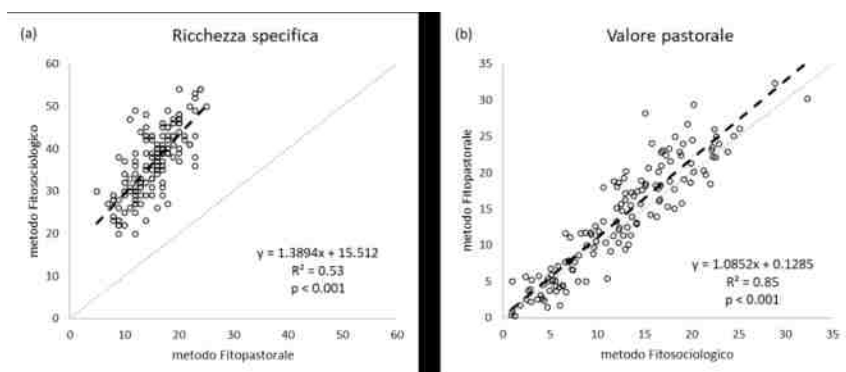 (a)
Ricchezza specifica
60
50
40
30
20
10
0
metodo Fitosociologico
y = 1.3894x + 15.512
R² = 0.53
p < 0.001
0 10 20 30 40 50 60
metodo Fitopastorale
(b)
Valore pastorale
35
30
25
20
15
10
5
0
metodo Fitopastorale
y = 1.0852x + 0.1285
R² = 0.85
p < 0.001
0 5 10 15 20 25 30 35
metodo Fitosociologico